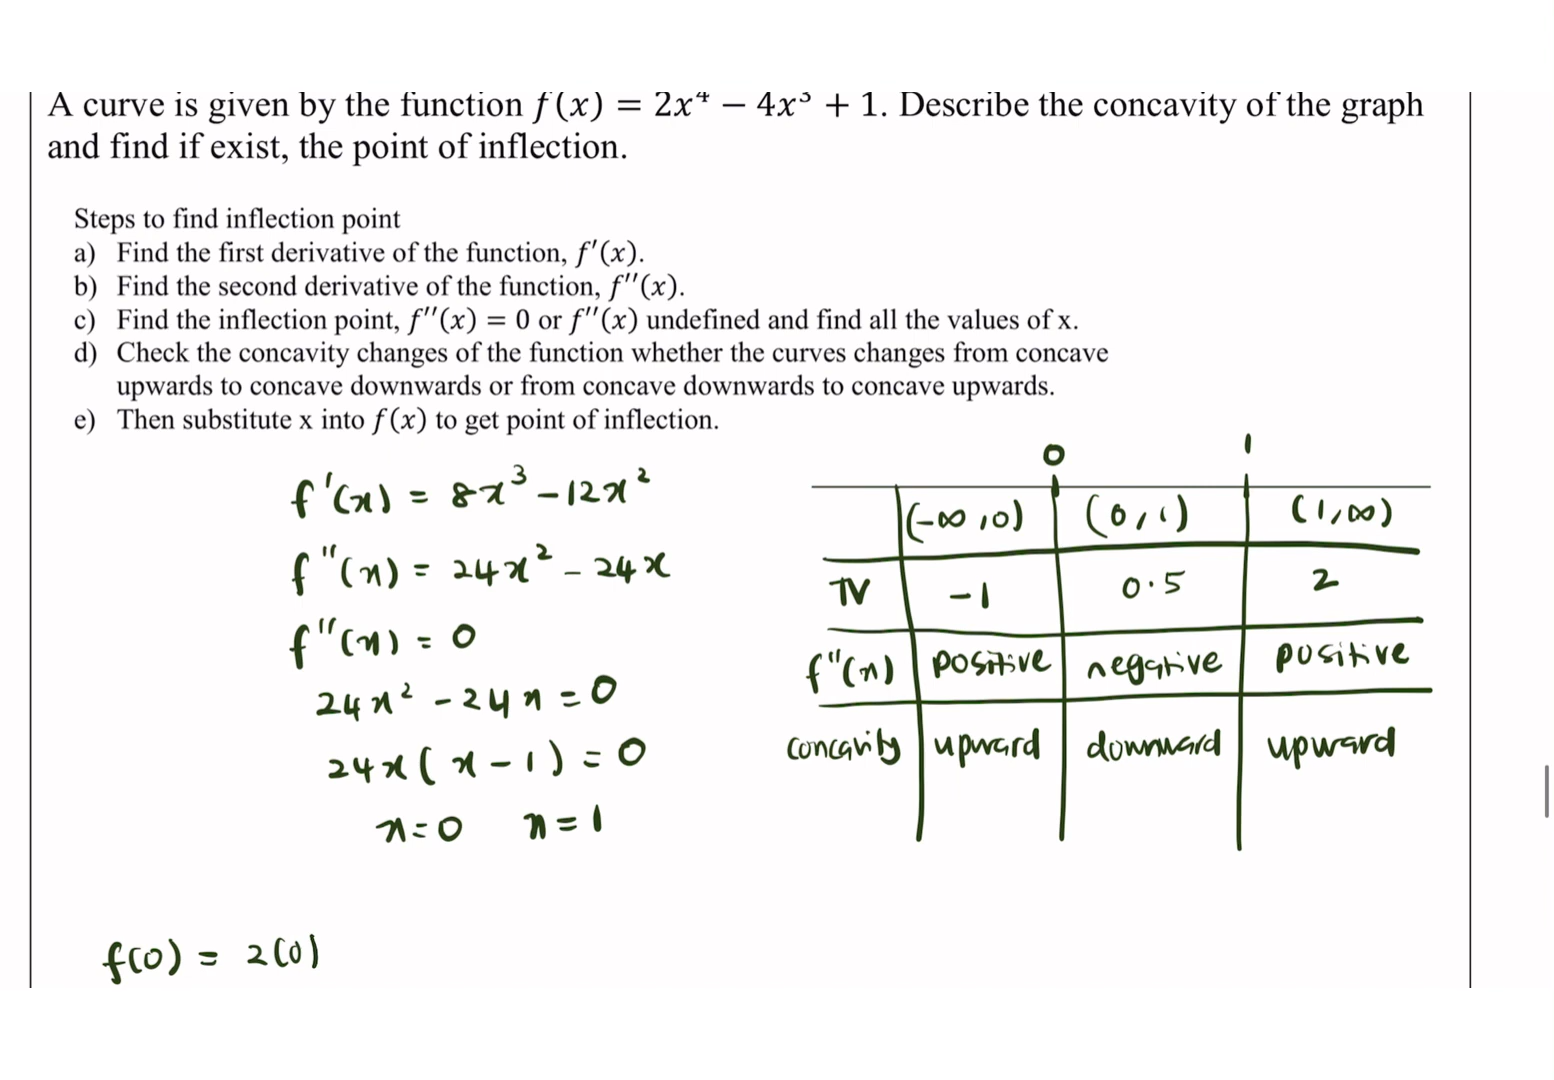 A curve is given by the function f(x) = 2x⁴ − 4x³ + 1. Describe the concavity of the graph
and find if exist, the point of inflection.
Steps to find inflection point
a) Find the first derivative of the function, f′(x).
b) Find the second derivative of the function, f″(x).
c) Find the inflection point, f″(x) = 0 or f″(x) undefined and find all the values of x.
d) Check the concavity changes of the function whether the curves changes from concave
upwards to concave downwards or from concave downwards to concave upwards.
e) Then substitute x into f(x) to get point of inflection.
f'(x) = 8x³ − 12x²
f''(x) = 24x² − 24x
f''(x) = 0
24x² − 24x = 0
24x(x − 1) = 0
x = 0 x = 1
0 1
(−∞, 0) (0, 1) (1, ∞)
TV −1 0.5 2
f''(x) positive negative positive
concavity upward downward upward
f(0) = 2(0)